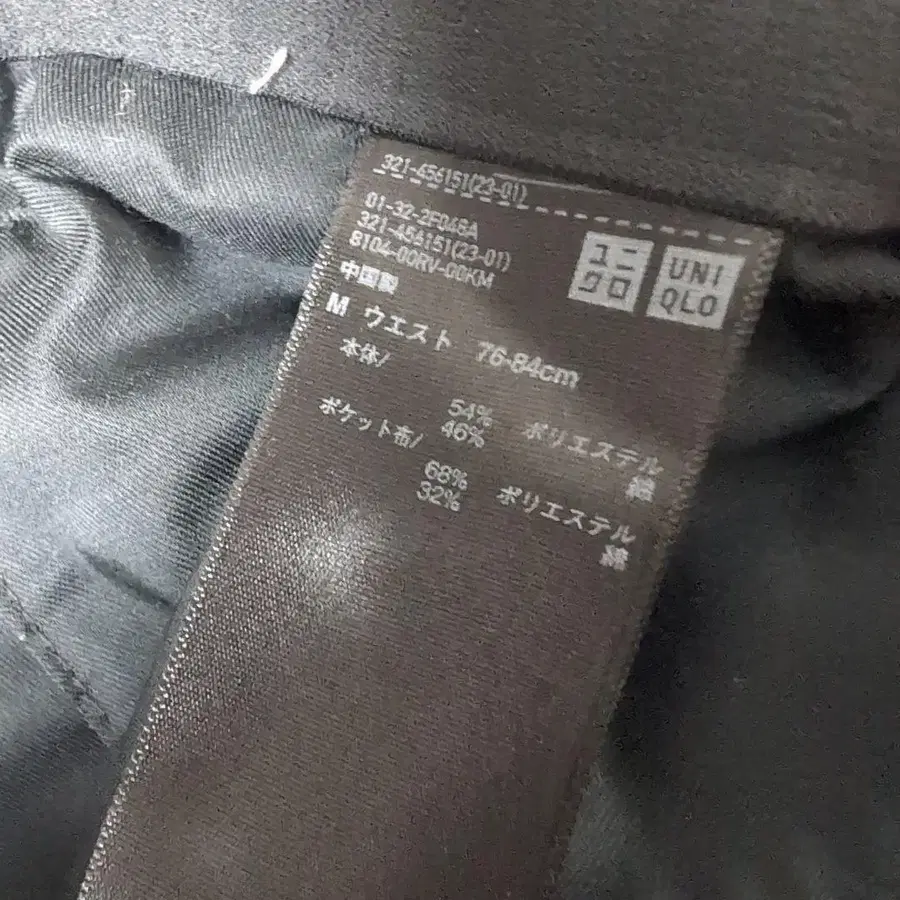 321-456151(23-01)
01-32-2E048A
321-456151(23-01)
8104-00RV-00KM
中国製
ユニ
クロ
UNI
QLO
M ウエスト 76-84cm
本体/
54% ポリエステル
46% 綿
ポケット布/
68% ポリエステル
32% 綿